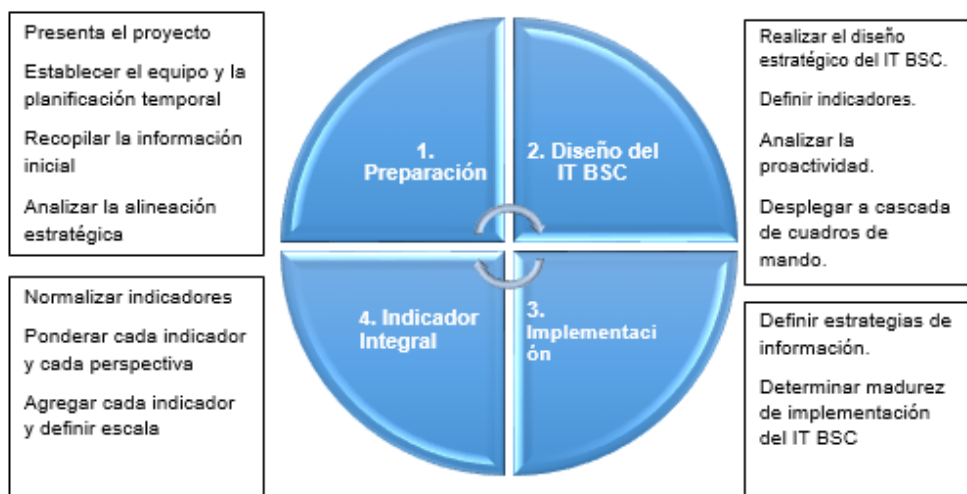 Presenta el proyecto
Establecer el equipo y la
planificación temporal
Recopilar la información
inicial
Analizar la alineación
estratégica
1.
Preparación
2. Diseño del
IT BSC
Realizar el diseño
estratégico del IT BSC.
Definir indicadores.
Analizar la
proactividad.
Desplegar a cascada
de cuadros de
mando.
Normalizar indicadores
Ponderar cada indicador
y cada perspectiva
Agregar cada indicador
y definir escala
4. Indicador
Integral
3.
Implementaci
ón
Definir estrategias de
información.
Determinar madurez
de implementación
del IT BSC